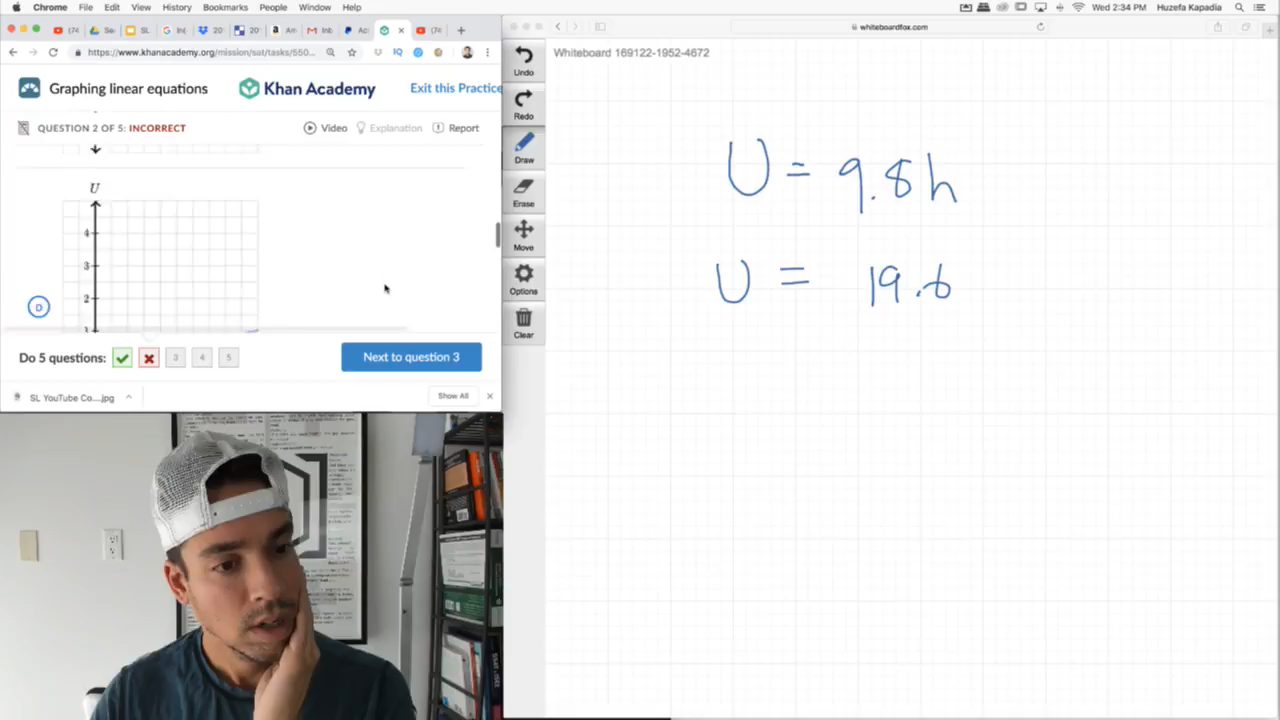 Chrome File Edit View History Bookmarks People Window Help
Wed 2:34 PM Huzefa Kapadia
https://www.khanacademy.org/mission/sat/tasks/550
whiteboardfox.com
Graphing linear equations
Khan Academy
Exit this Practice
QUESTION 2 OF 5: INCORRECT
Video
Explanation
Report
U
4
3
2
1
D
Do 5 questions:
3 4 5
Next to question 3
SL YouTube Co....jpg
Show All
Whiteboard 169122-1952-4672
Undo
Redo
Draw
Erase
Move
Options
Clear
U = 9.8h
U = 19.6